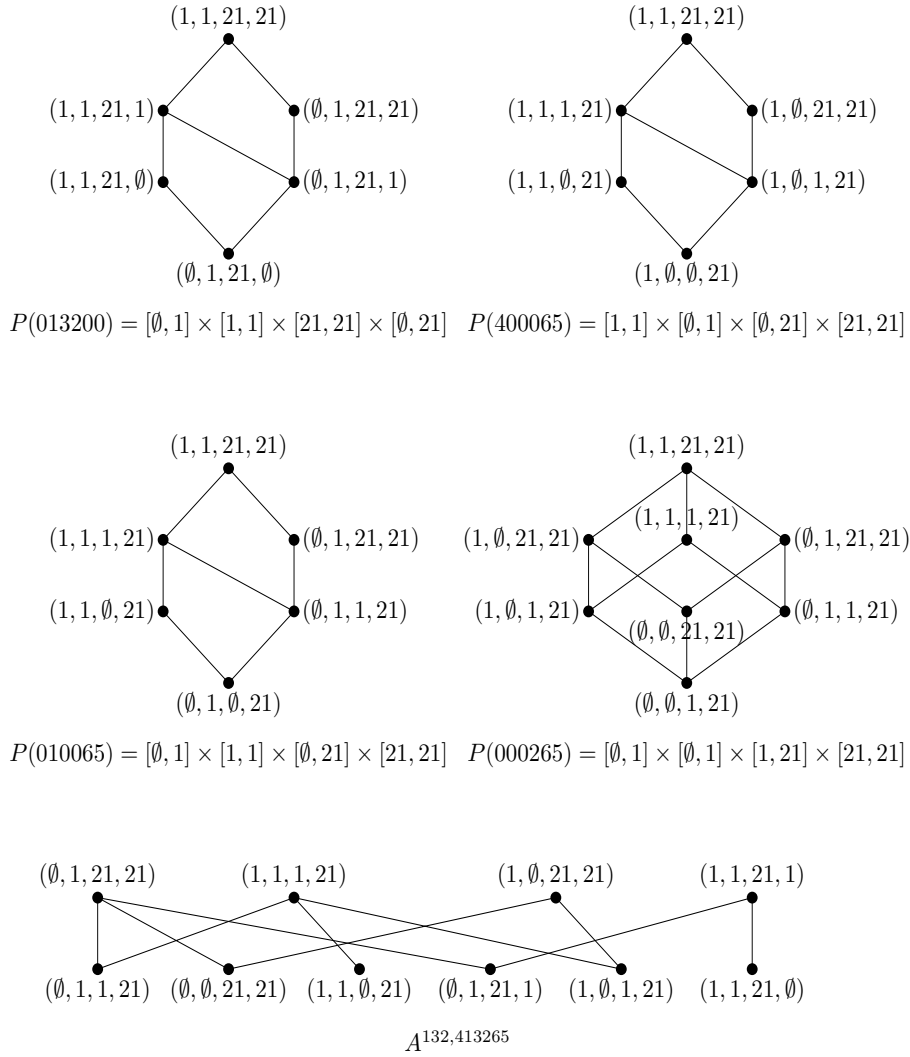 (1, 1, 21, 21) (1, 1, 21, 21)
(1, 1, 21, 1) (∅, 1, 21, 21) (1, 1, 1, 21) (1, ∅, 21, 21)
(1, 1, 21, ∅) (∅, 1, 21, 1) (1, 1, ∅, 21) (1, ∅, 1, 21)
(∅, 1, 21, ∅) (1, ∅, ∅, 21)
P(013200) = [∅, 1] × [1, 1] × [21, 21] × [∅, 21] P(400065) = [1, 1] × [∅, 1] × [∅, 21] × [21, 21]
(1, 1, 21, 21) (1, 1, 21, 21)
(1, 1, 1, 21) (∅, 1, 21, 21) (1, ∅, 21, 21) (1, 1, 1, 21) (∅, 1, 21, 21)
(1, 1, ∅, 21) (∅, 1, 1, 21) (1, ∅, 1, 21) (∅, ∅, 21, 21) (∅, 1, 1, 21)
(∅, 1, ∅, 21) (∅, ∅, 1, 21)
P(010065) = [∅, 1] × [1, 1] × [∅, 21] × [21, 21] P(000265) = [∅, 1] × [∅, 1] × [1, 21] × [21, 21]
(∅, 1, 21, 21) (1, 1, 1, 21) (1, ∅, 21, 21) (1, 1, 21, 1)
(∅, 1, 1, 21) (∅, ∅, 21, 21) (1, 1, ∅, 21) (∅, 1, 21, 1) (1, ∅, 1, 21) (1, 1, 21, ∅)
A^{132,413265}